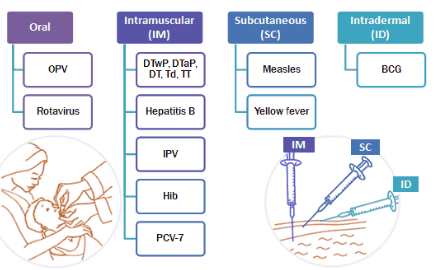 Oral
OPV
Rotavirus
Intramuscular
(IM)
DTwP, DTaP,
DT, Td, TT
Hepatitis B
IPV
Hib
PCV-7
Subcutaneous
(SC)
Measles
Yellow fever
Intradermal
(ID)
BCG
IM
SC
ID